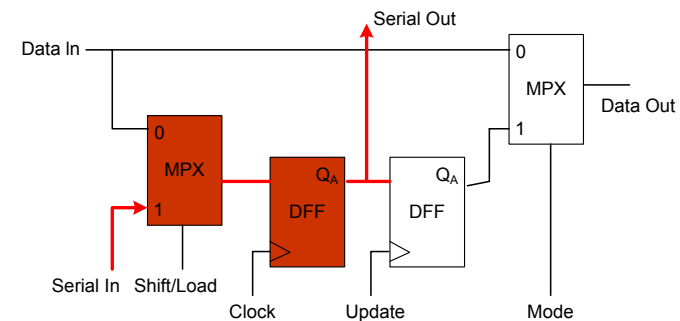 Serial Out
Data In
0
MPX
Data Out
1
0
MPX
1
QA
DFF
QA
DFF
Serial In
Shift/Load
Clock
Update
Mode